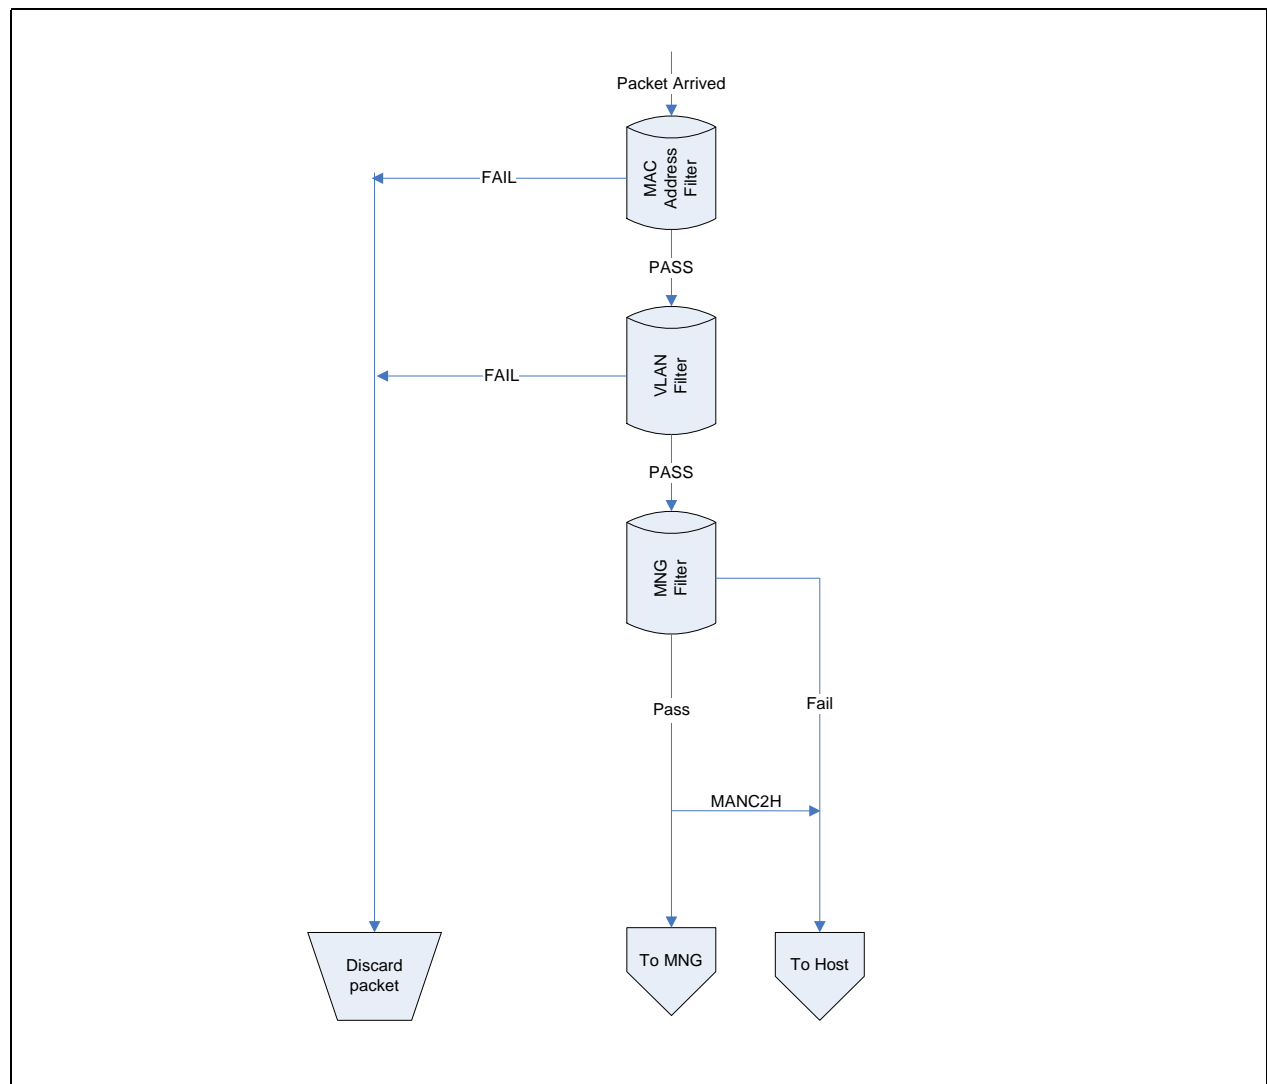 Packet Arrived
MAC
Address
Filter
FAIL
PASS
VLAN
Filter
FAIL
PASS
MNG
Filter
Pass
Fail
MANC2H
Discard
packet
To MNG
To Host